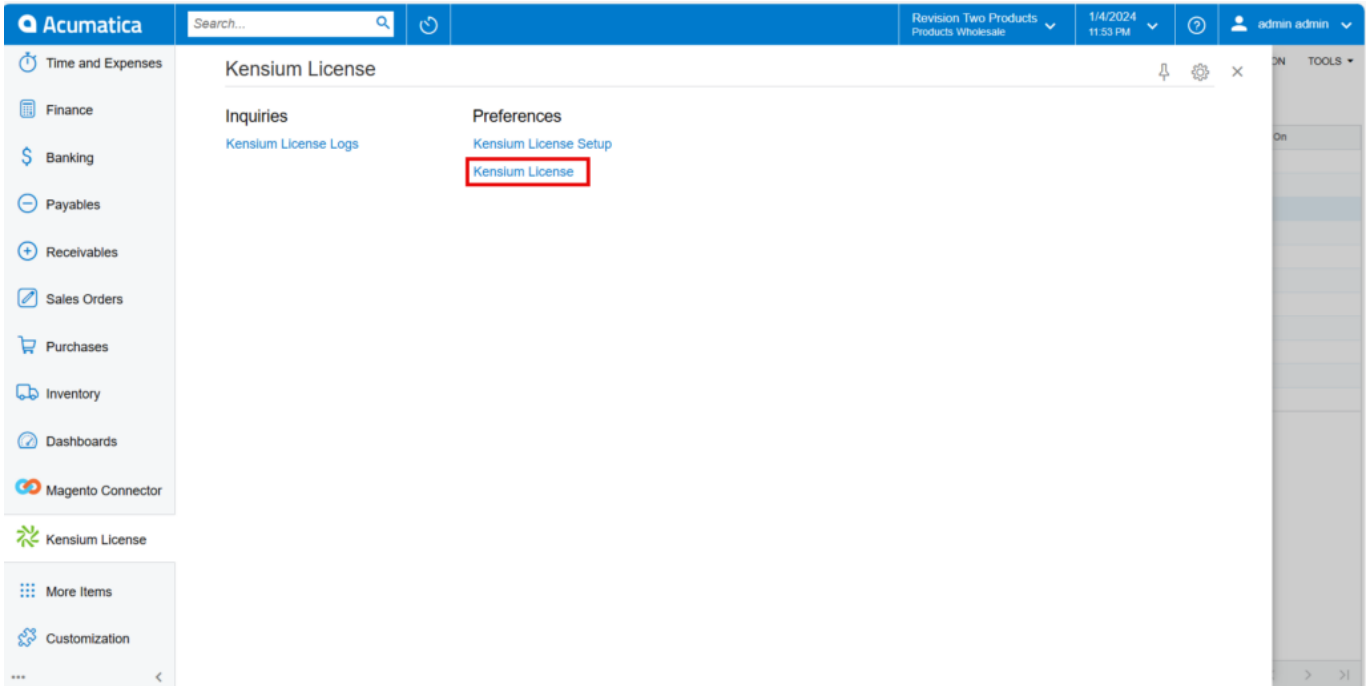 Acumatica
Search...
Revision Two Products
Products Wholesale
1/4/2024
11:53 PM
admin admin
Time and Expenses
Finance
Banking
Payables
Receivables
Sales Orders
Purchases
Inventory
Dashboards
Magento Connector
Kensium License
More Items
Customization
Kensium License
Inquiries
Kensium License Logs
Preferences
Kensium License Setup
Kensium License
TOOLS
On